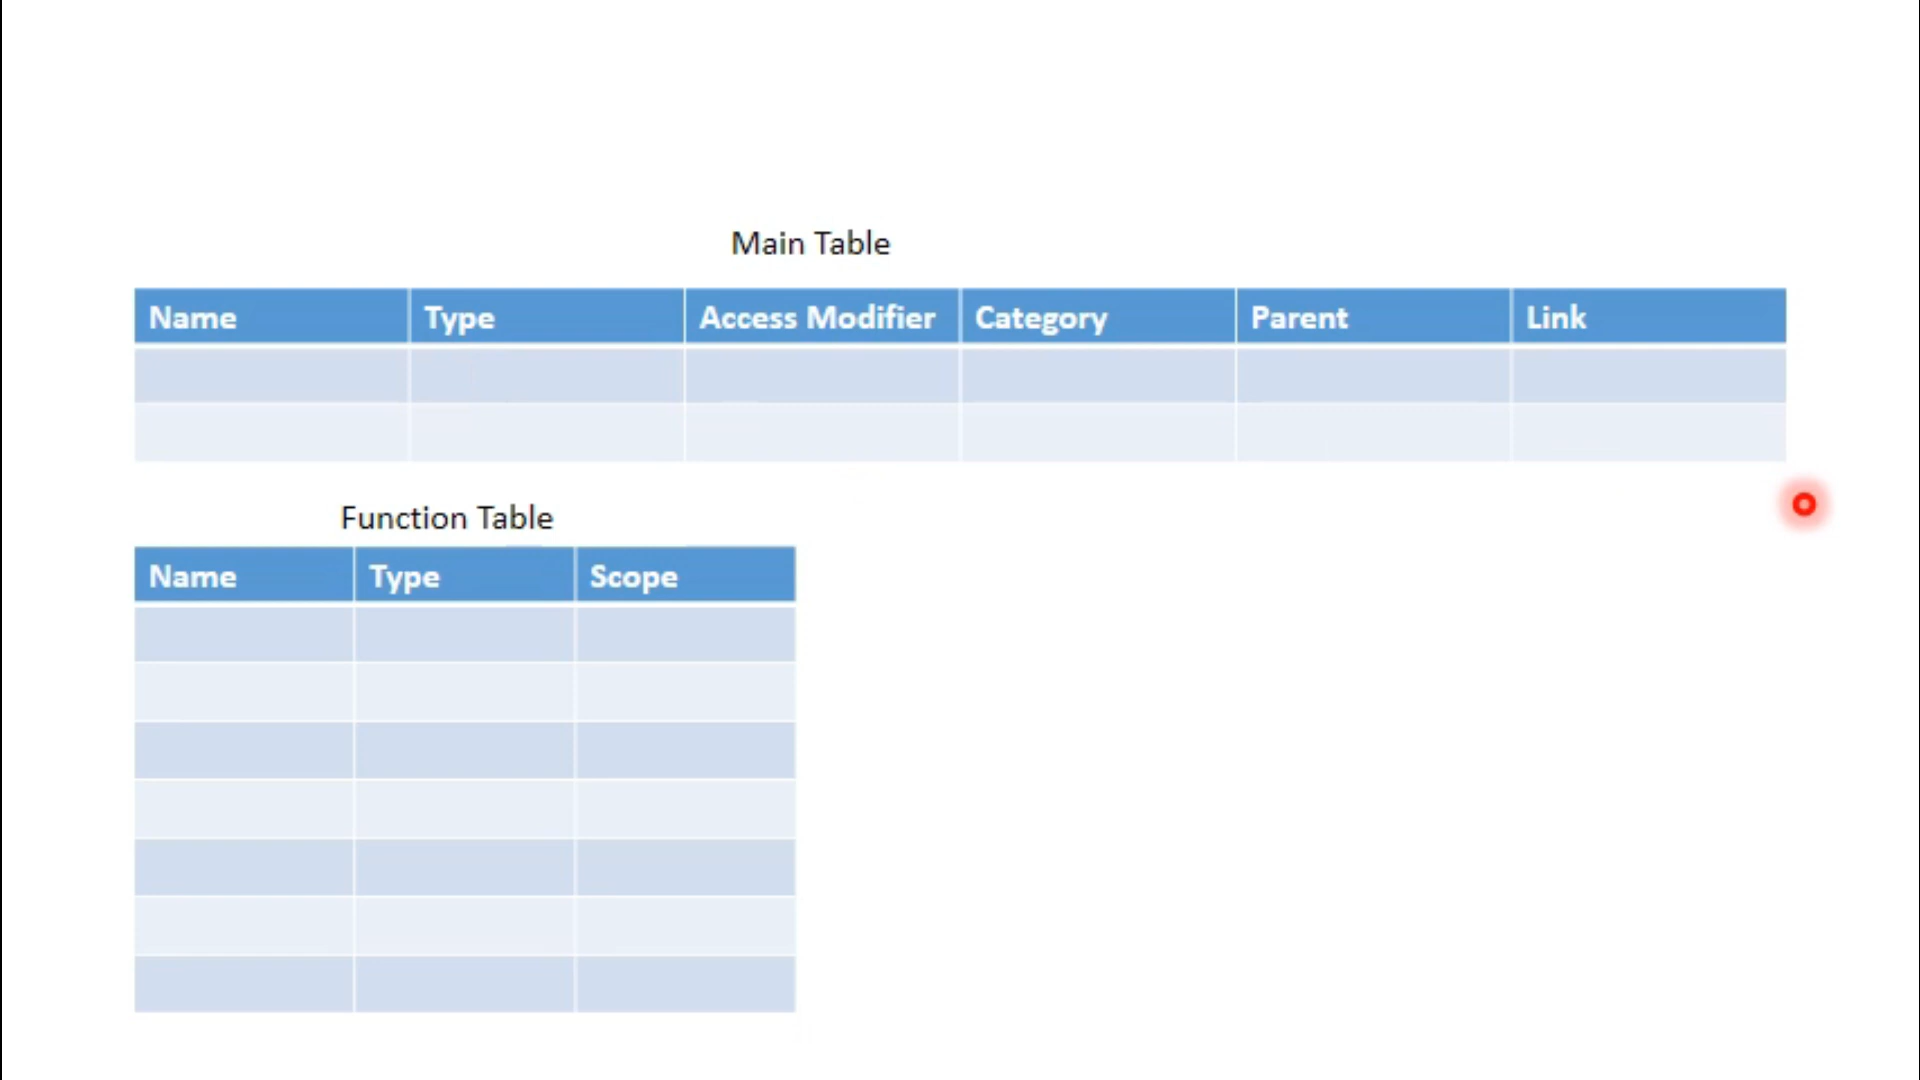 Main Table
Name Type Access Modifier Category Parent Link
Function Table
Name Type Scope